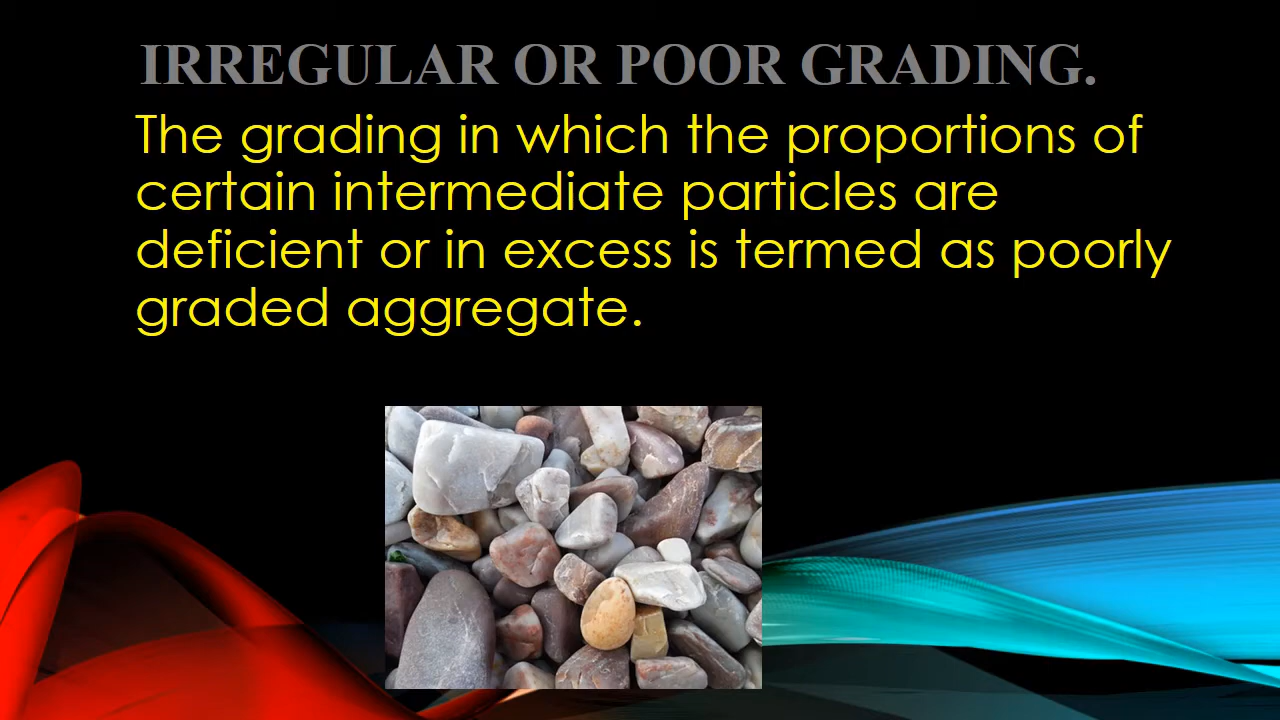 IRREGULAR OR POOR GRADING.
The grading in which the proportions of
certain intermediate particles are
deficient or in excess is termed as poorly
graded aggregate.